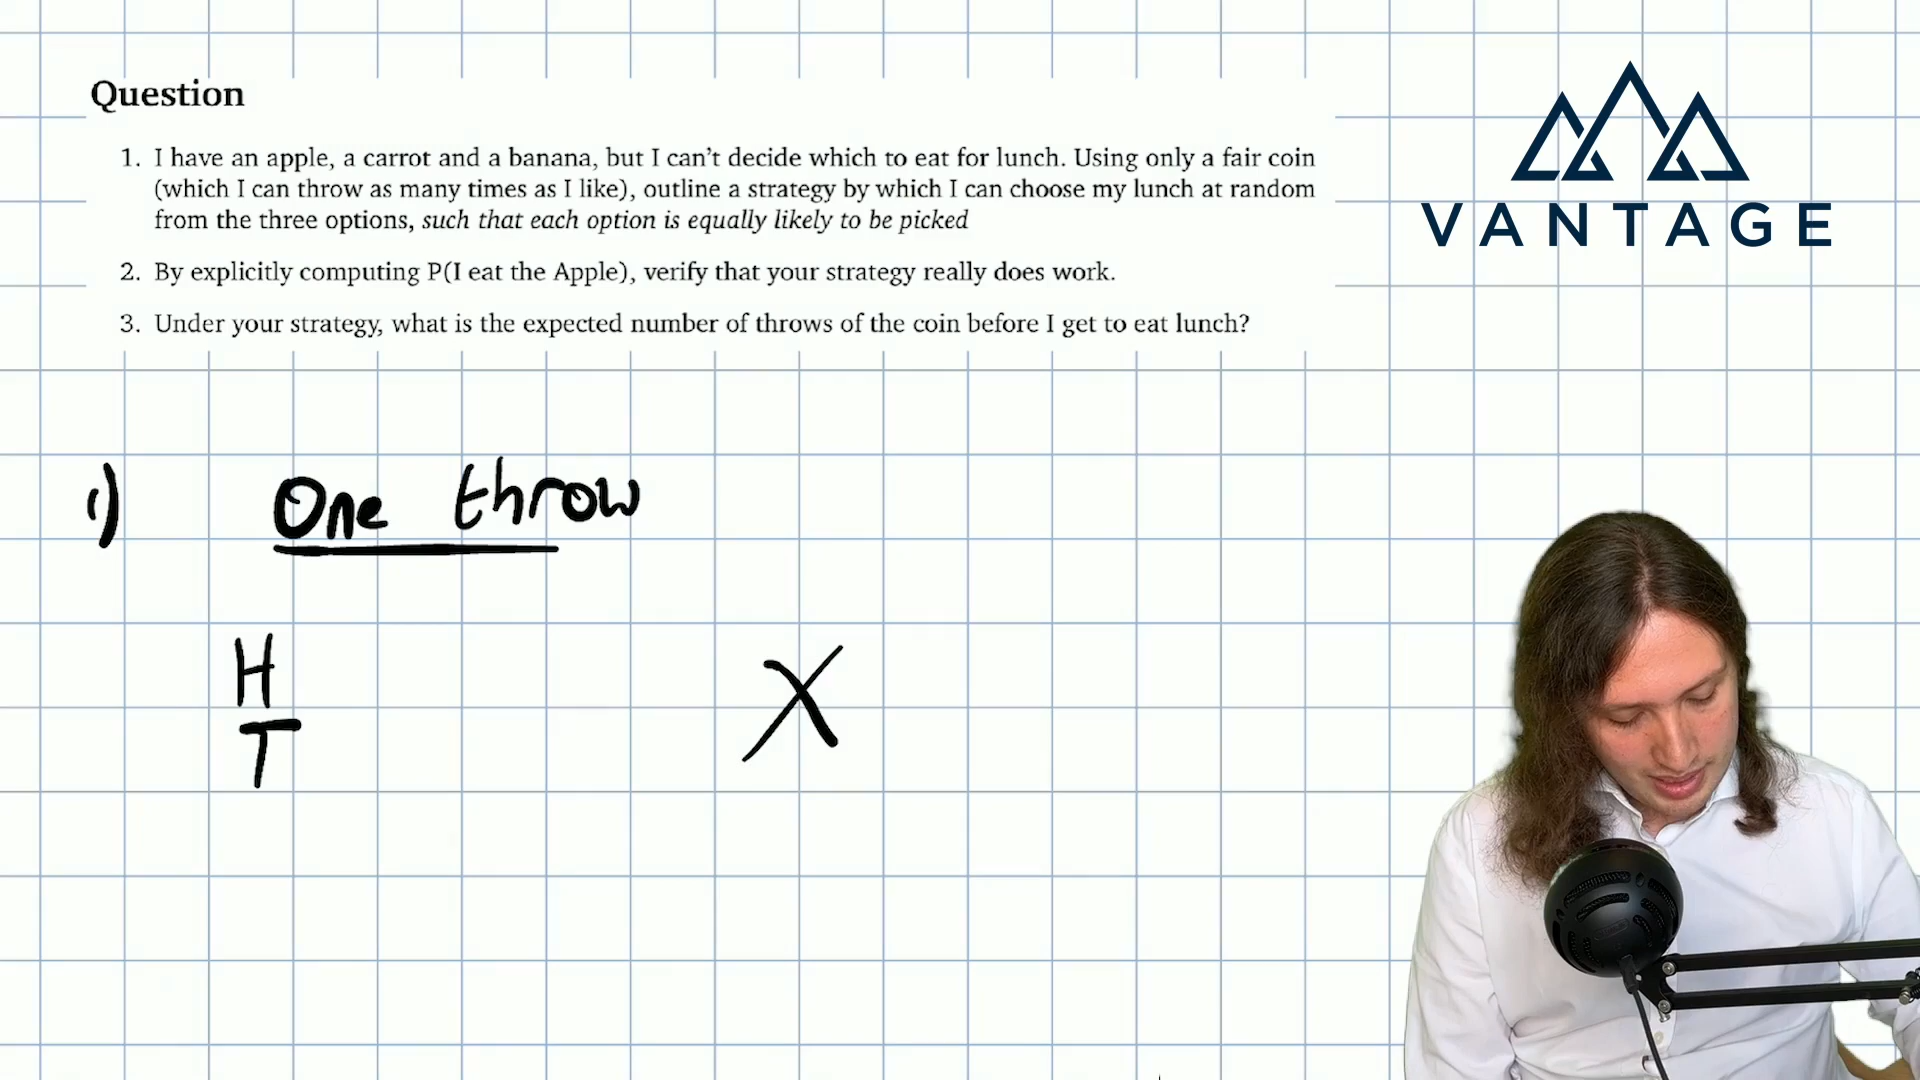 Question
1. I have an apple, a carrot and a banana, but I can’t decide which to eat for lunch. Using only a fair coin
(which I can throw as many times as I like), outline a strategy by which I can choose my lunch at random
from the three options, such that each option is equally likely to be picked
2. By explicitly computing P(I eat the Apple), verify that your strategy really does work.
3. Under your strategy, what is the expected number of throws of the coin before I get to eat lunch?
VANTAGE
1) One throw
H
T
X